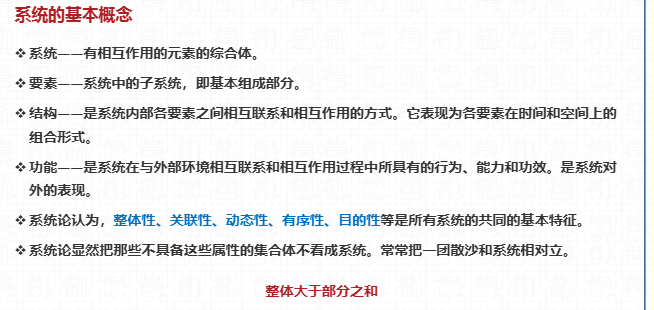 系统的基本概念
❖ 系统——有相互作用的元素的综合体。
❖ 要素——系统中的子系统，即基本组成部分。
❖ 结构——是系统内部各要素之间相互联系和相互作用的方式。它表现为各要素在时间和空间上的
组合形式。
❖ 功能——是系统在与外部环境相互联系和相互作用过程中所具有的行为、能力和功效。是系统对
外的表现。
❖ 系统论认为，整体性、关联性、动态性、有序性、目的性等是所有系统的共同的基本特征。
❖ 系统论显然把那些不具备这些属性的集合体不看成系统。常常把一团散沙和系统相对立。
整体大于部分之和